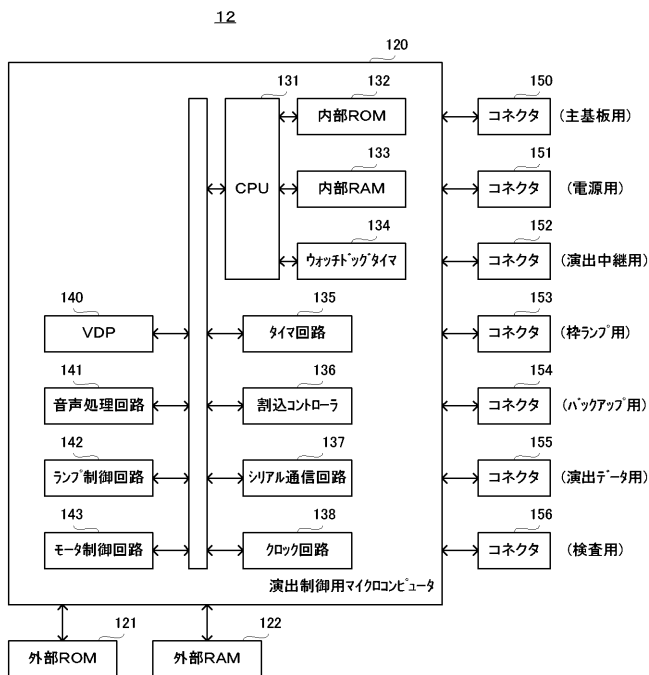 12
120
131
132
150
CPU
内部ROM
コネクタ
(主基板用)
133
151
内部RAM
コネクタ
(電源用)
134
152
ウォッチドッグタイマ
コネクタ
(演出中継用)
140
135
153
VDP
タイマ回路
コネクタ
(枠ランプ用)
141
136
154
音声処理回路
割込コントローラ
コネクタ
(バックアップ用)
142
137
155
ランプ制御回路
シリアル通信回路
コネクタ
(演出データ用)
143
138
156
モータ制御回路
クロック回路
コネクタ
(検査用)
演出制御用マイクロコンピュータ
121
122
外部ROM
外部RAM